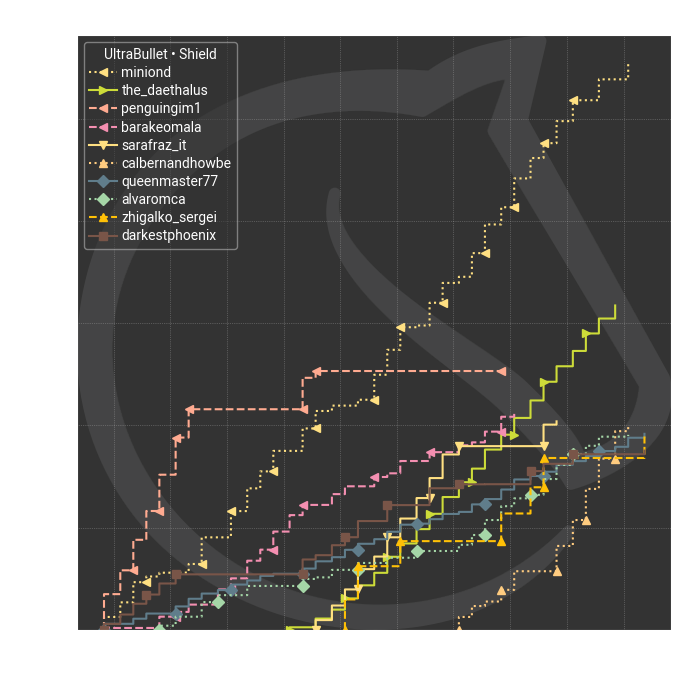 UltraBullet • Shield
miniond
the_daethalus
penguingim1
barakeomala
sarafraz_it
calbernandhowbe
queenmaster77
alvaromca
zhigalko_sergei
darkestphoenix